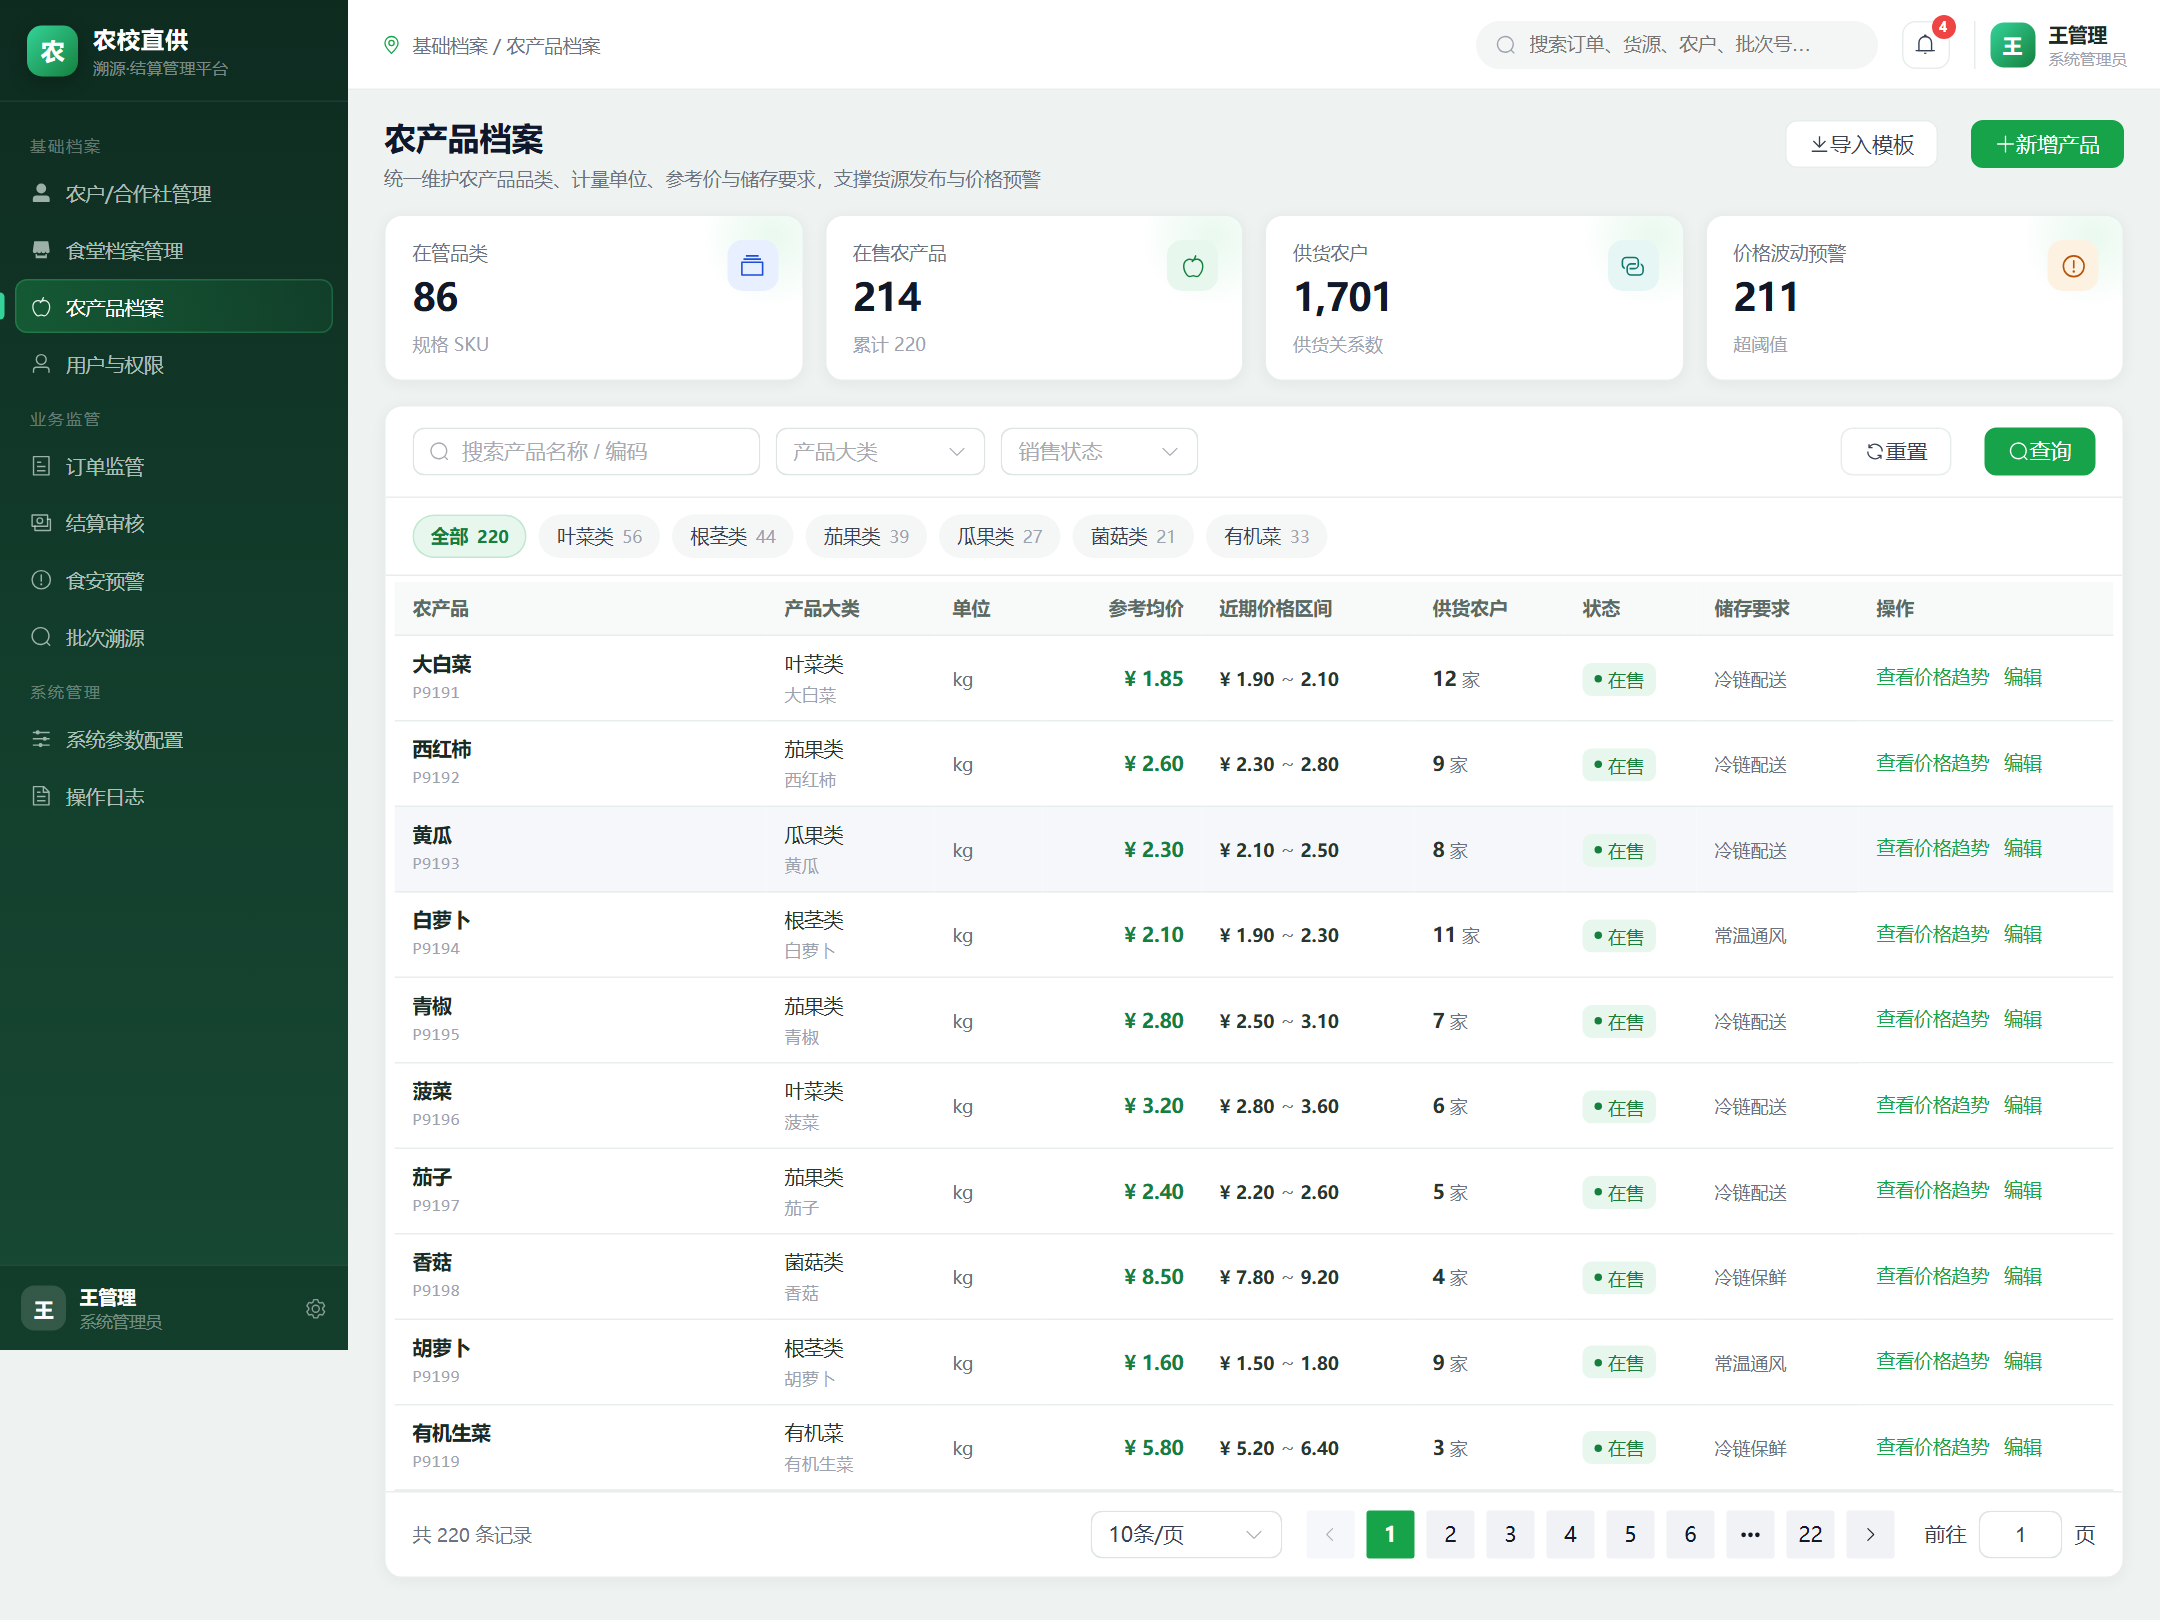 农
农校直供
溯源·结算管理平台
基础档案
农户/合作社管理
食堂档案管理
农产品档案
用户与权限
业务监管
订单监管
结算审核
食安预警
批次溯源
系统管理
系统参数配置
操作日志
王
王管理
系统管理员
基础档案 / 农产品档案
搜索订单、货源、农户、批次号...
4
王
王管理
系统管理员
农产品档案
统一维护农产品品类、计量单位、参考价与储存要求，支撑货源发布与价格预警
导入模板
新增产品
在管品类
86
规格 SKU
在售农产品
214
累计 220
供货农户
1,701
供货关系数
价格波动预警
211
超阈值
搜索产品名称 / 编码
产品大类
销售状态
重置
查询
全部 220
叶菜类 56
根茎类 44
茄果类 39
瓜果类 27
菌菇类 21
有机菜 33
农产品 产品大类 单位 参考均价 近期价格区间 供货农户 状态 储存要求 操作
大白菜 叶菜类 kg ¥ 1.85 ¥ 1.90 ~ 2.10 12 家 在售 冷链配送 查看价格趋势 编辑
P9191 大白菜
西红柿 茄果类 kg ¥ 2.60 ¥ 2.30 ~ 2.80 9 家 在售 冷链配送 查看价格趋势 编辑
P9192 西红柿
黄瓜 瓜果类 kg ¥ 2.30 ¥ 2.10 ~ 2.50 8 家 在售 冷链配送 查看价格趋势 编辑
P9193 黄瓜
白萝卜 根茎类 kg ¥ 2.10 ¥ 1.90 ~ 2.30 11 家 在售 常温通风 查看价格趋势 编辑
P9194 白萝卜
青椒 茄果类 kg ¥ 2.80 ¥ 2.50 ~ 3.10 7 家 在售 冷链配送 查看价格趋势 编辑
P9195 青椒
菠菜 叶菜类 kg ¥ 3.20 ¥ 2.80 ~ 3.60 6 家 在售 冷链配送 查看价格趋势 编辑
P9196 菠菜
茄子 茄果类 kg ¥ 2.40 ¥ 2.20 ~ 2.60 5 家 在售 冷链配送 查看价格趋势 编辑
P9197 茄子
香菇 菌菇类 kg ¥ 8.50 ¥ 7.80 ~ 9.20 4 家 在售 冷链保鲜 查看价格趋势 编辑
P9198 香菇
胡萝卜 根茎类 kg ¥ 1.60 ¥ 1.50 ~ 1.80 9 家 在售 常温通风 查看价格趋势 编辑
P9199 胡萝卜
有机生菜 有机菜 kg ¥ 5.80 ¥ 5.20 ~ 6.40 3 家 在售 冷链保鲜 查看价格趋势 编辑
P9119 有机生菜
共 220 条记录 10条/页 1 2 3 4 5 6 ••• 22 前往 1 页